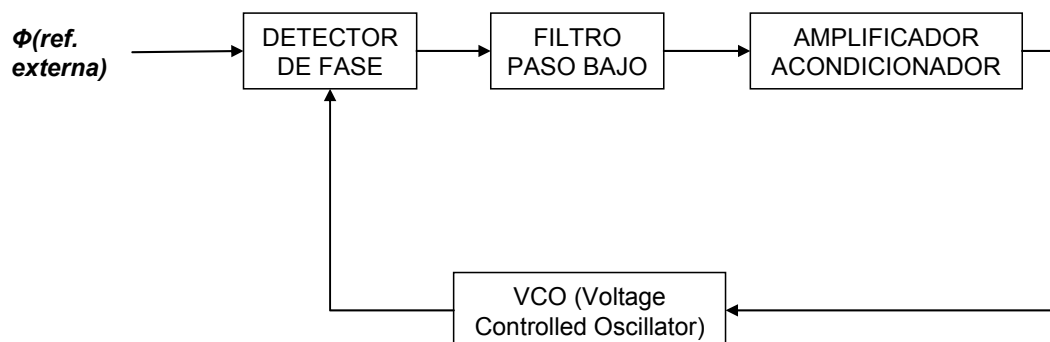 Φ(ref.
externa)
DETECTOR
DE FASE
FILTRO
PASO BAJO
AMPLIFICADOR
ACONDICIONADOR
VCO (Voltage
Controlled Oscillator)